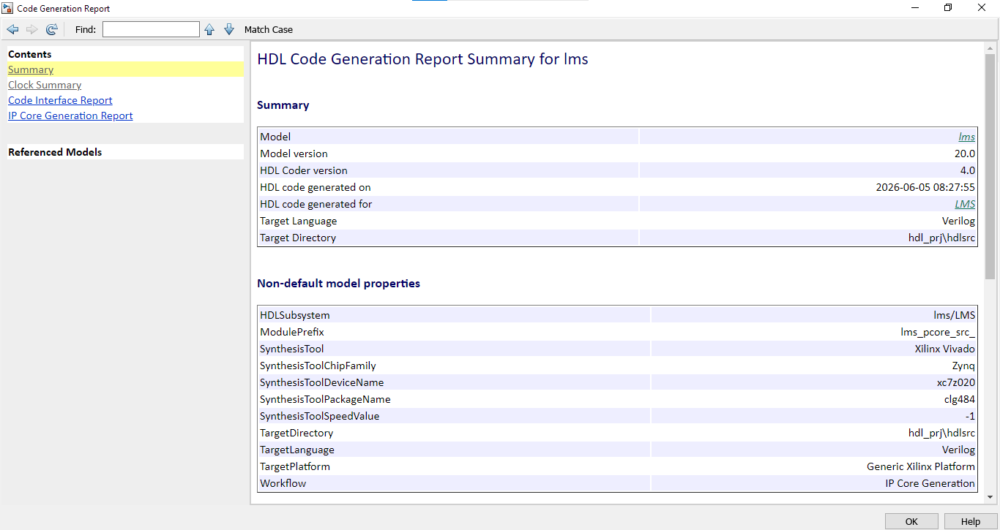 Code Generation Report
Find: Match Case
Contents
Summary
Clock Summary
Code Interface Report
IP Core Generation Report
Referenced Models
HDL Code Generation Report Summary for lms
Summary
Model lms
Model version 20.0
HDL Coder version 4.0
HDL code generated on 2026-06-05 08:27:55
HDL code generated for LMS
Target Language Verilog
Target Directory hdl_prj\hdlsrc
Non-default model properties
HDLSubsystem lms/LMS
ModulePrefix lms_pcore_src_
SynthesisTool Xilinx Vivado
SynthesisToolChipFamily Zynq
SynthesisToolDeviceName xc7z020
SynthesisToolPackageName clg484
SynthesisToolSpeedValue -1
TargetDirectory hdl_prj\hdlsrc
TargetLanguage Verilog
TargetPlatform Generic Xilinx Platform
Workflow IP Core Generation
OK Help